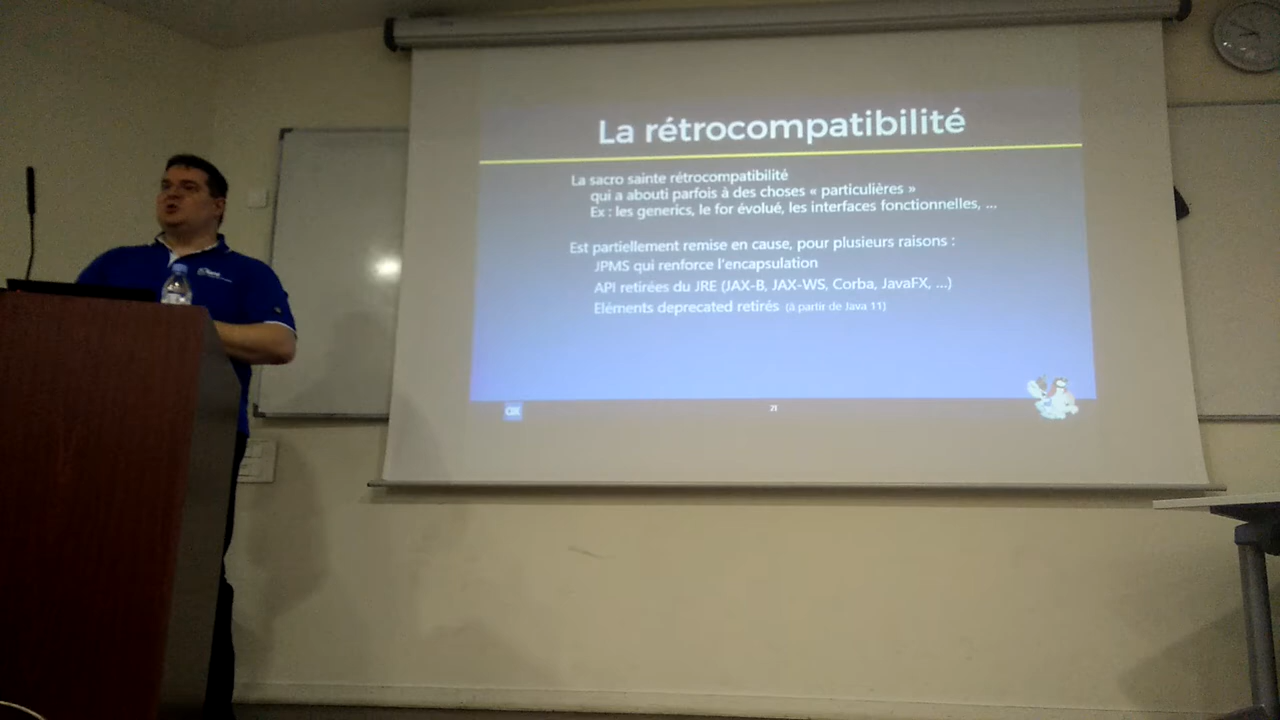 La rétrocompatibilité
La sacro sainte rétrocompatibilité
qui a abouti parfois à des choses « particulières »
Ex : les generics, le for évolué, les interfaces fonctionnelles, ...
Est partiellement remise en cause, pour plusieurs raisons :
JPMS qui renforce l'encapsulation
API retirées du JRE (JAX-B, JAX-WS, Corba, JavaFX, ...)
Eléments deprecated retirés (à partir de Java 11)
21